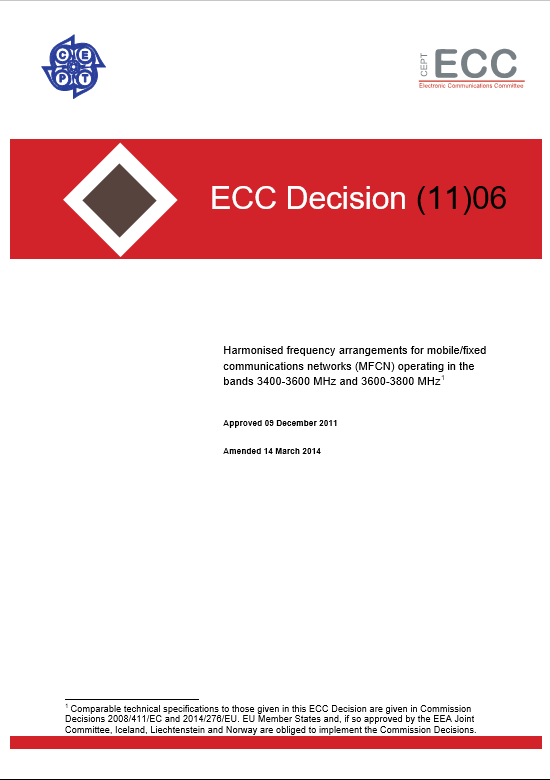 C E
P T
CEPT
ECC
Electronic Communications Committee
ECC Decision (11)06
Harmonised frequency arrangements for mobile/fixed
communications networks (MFCN) operating in the
bands 3400-3600 MHz and 3600-3800 MHz1
Approved 09 December 2011
Amended 14 March 2014
1 Comparable technical specifications to those given in this ECC Decision are given in Commission
Decisions 2008/411/EC and 2014/276/EU. EU Member States and, if so approved by the EEA Joint
Committee, Iceland, Liechtenstein and Norway are obliged to implement the Commission Decisions.